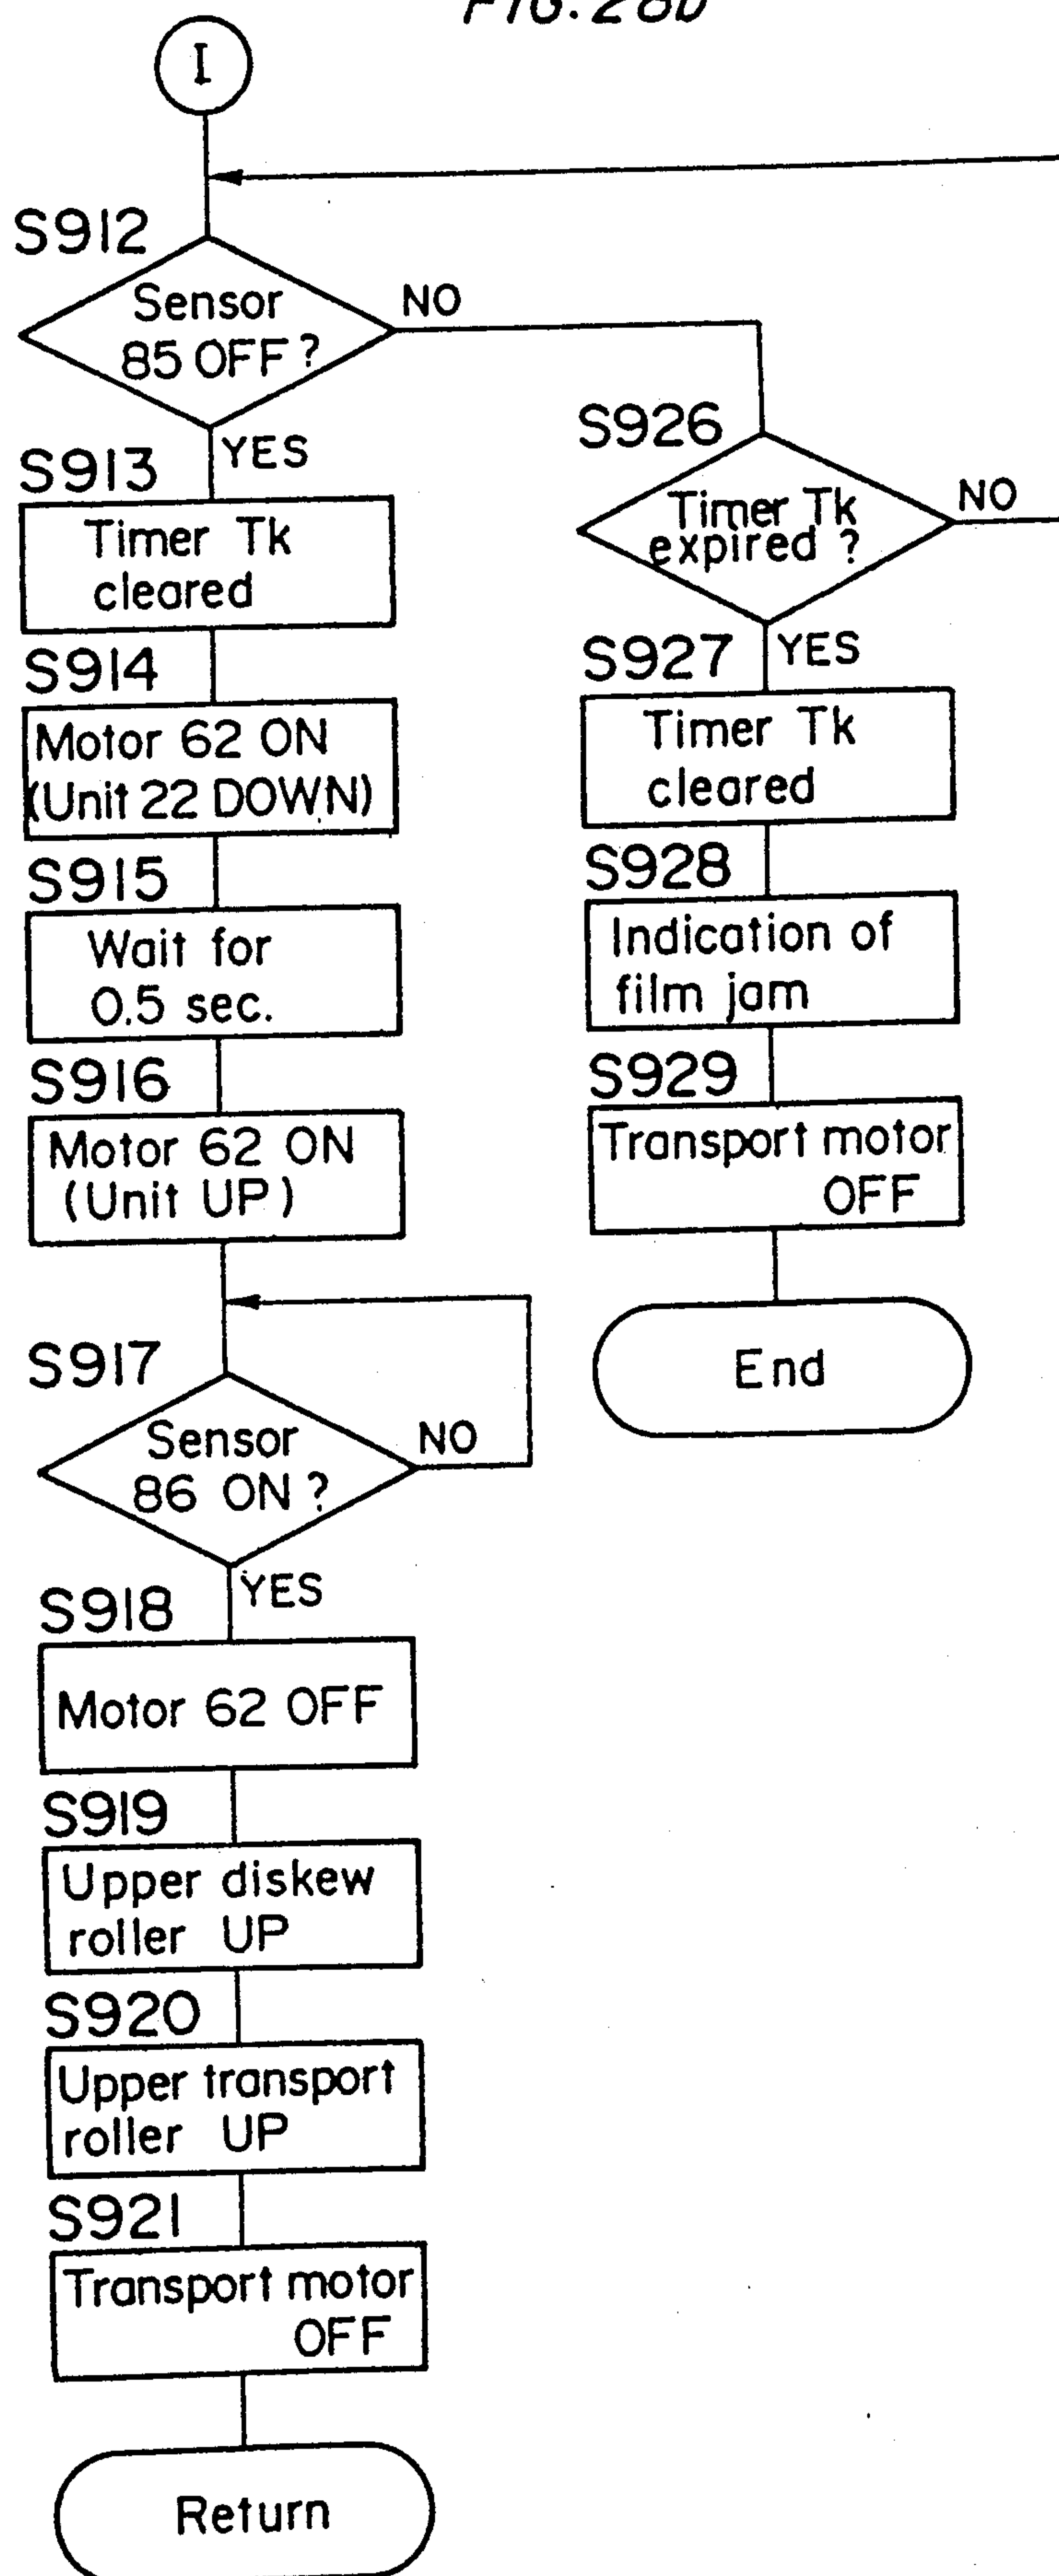 FIG. 28b
I
S912
Sensor
85 OFF?
NO
YES
S913
Timer Tk
cleared
S914
Motor 62 ON
(Unit 22 DOWN)
S915
Wait for
0.5 sec.
S916
Motor 62 ON
(Unit UP)
S917
Sensor
86 ON?
NO
YES
S918
Motor 62 OFF
S919
Upper diskew
roller UP
S920
Upper transport
roller UP
S921
Transport motor
OFF
Return
S926
Timer Tk
expired ?
NO
YES
S927
Timer Tk
cleared
S928
Indication of
film jam
S929
Transport motor
OFF
End